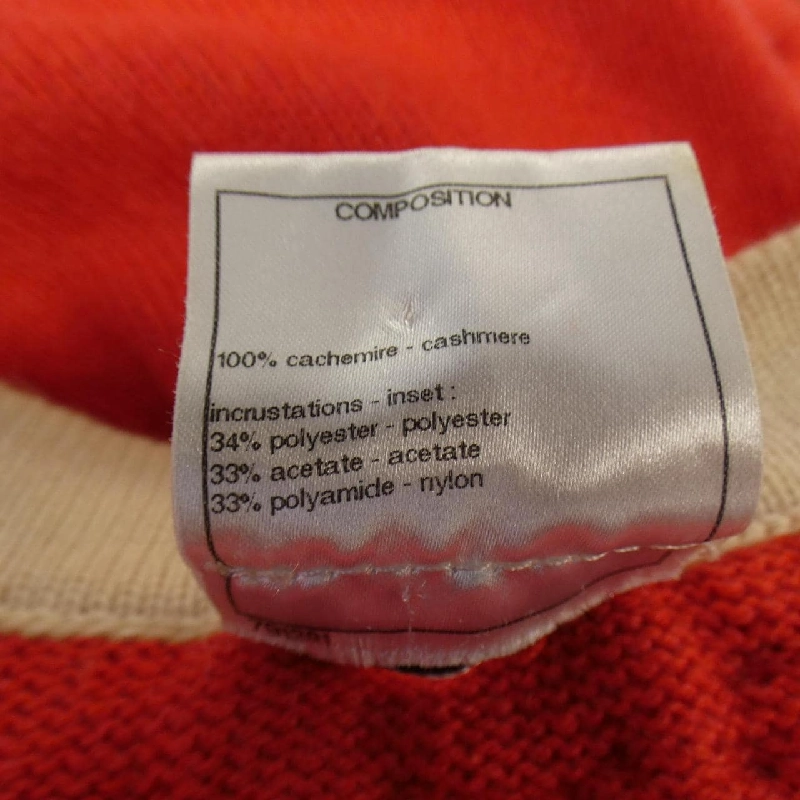 COMPOSITION
100% cachemire - cashmere
incrustations - inset :
34% polyester - polyester
33% acetate - acetate
33% polyamide - nylon